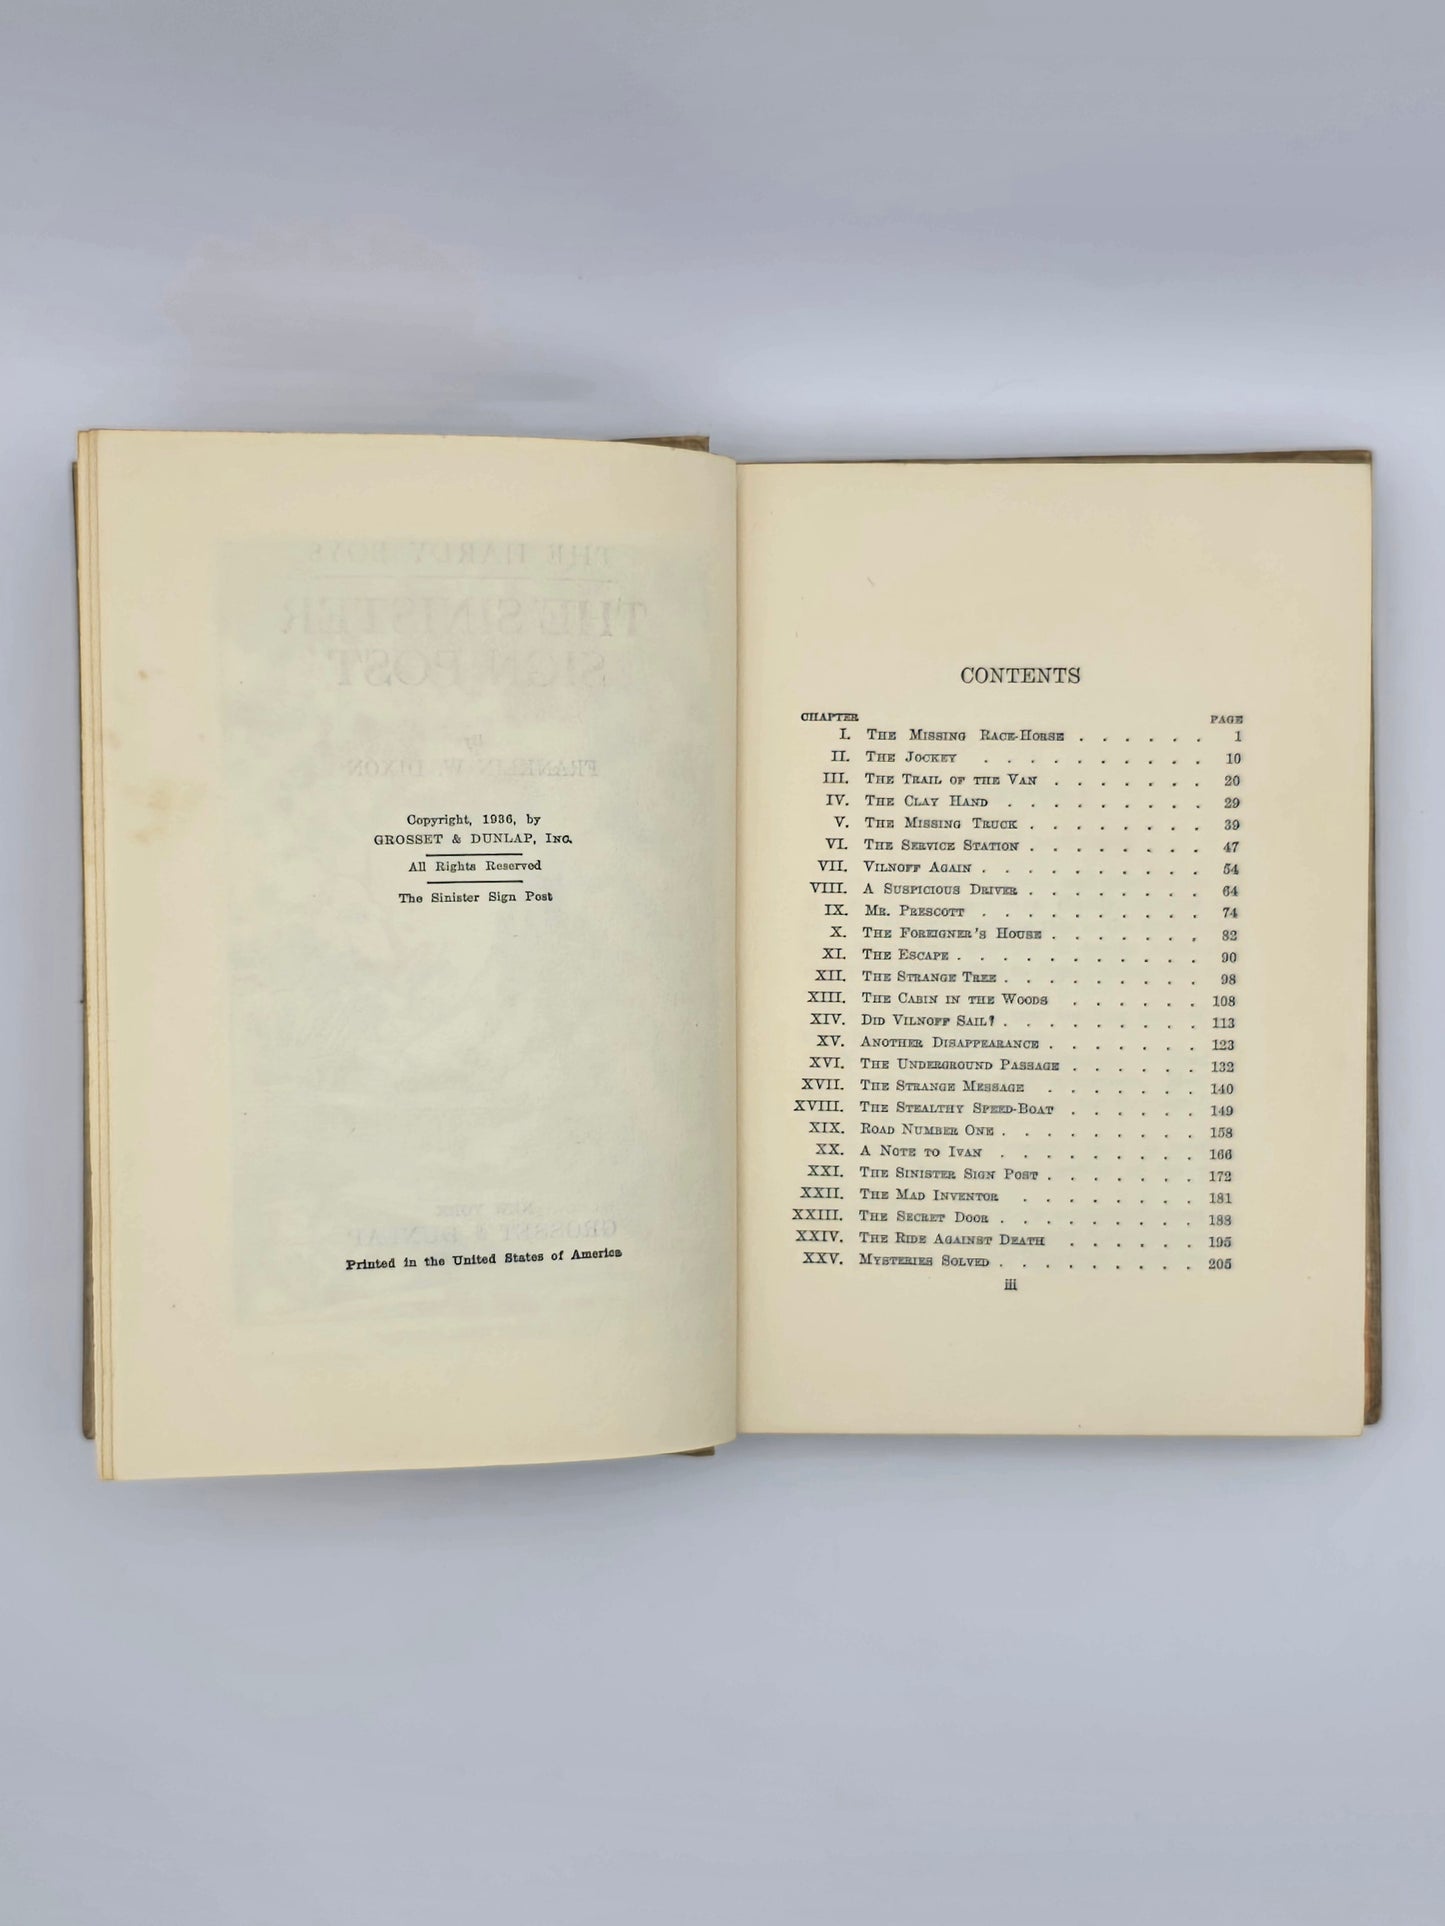 Copyright, 1936, by
GROSSET & DUNLAP, INC.
All Rights Reserved
The Sinister Sign Post
Printed in the United States of America
CONTENTS
CHAPTER PAGE
I. THE MISSING RACE-HORSE . . . . . . 1
II. THE JOCKEY . . . . . . . . . . 10
III. THE TRAIL OF THE VAN . . . . . . . 20
IV. THE CLAY HAND . . . . . . . . . 29
V. THE MISSING TRUCK . . . . . . . . 39
VI. THE SERVICE STATION . . . . . . . . 47
VII. VILNOFF AGAIN . . . . . . . . . . 54
VIII. A SUSPICIOUS DRIVER . . . . . . . . 64
IX. MR. PRESCOTT . . . . . . . . . . 74
X. THE FOREIGNER'S HOUSE . . . . . . . 82
XI. THE ESCAPE . . . . . . . . . . . 90
XII. THE STRANGE TREE . . . . . . . . . 98
XIII. THE CABIN IN THE WOODS . . . . . . 108
XIV. DID VILNOFF SAIL? . . . . . . . . . 113
XV. ANOTHER DISAPPEARANCE . . . . . . . 123
XVI. THE UNDERGROUND PASSAGE . . . . . . 132
XVII. THE STRANGE MESSAGE . . . . . . . 140
XVIII. THE STEALTHY SPEED-BOAT . . . . . . 149
XIX. ROAD NUMBER ONE . . . . . . . . . 158
XX. A NOTE TO IVAN . . . . . . . . . 166
XXI. THE SINISTER SIGN POST . . . . . . . 172
XXII. THE MAD INVENTOR . . . . . . . . 181
XXIII. THE SECRET DOOR . . . . . . . . . 188
XXIV. THE RIDE AGAINST DEATH . . . . . . 195
XXV. MYSTERIES SOLVED . . . . . . . . . 205
iii